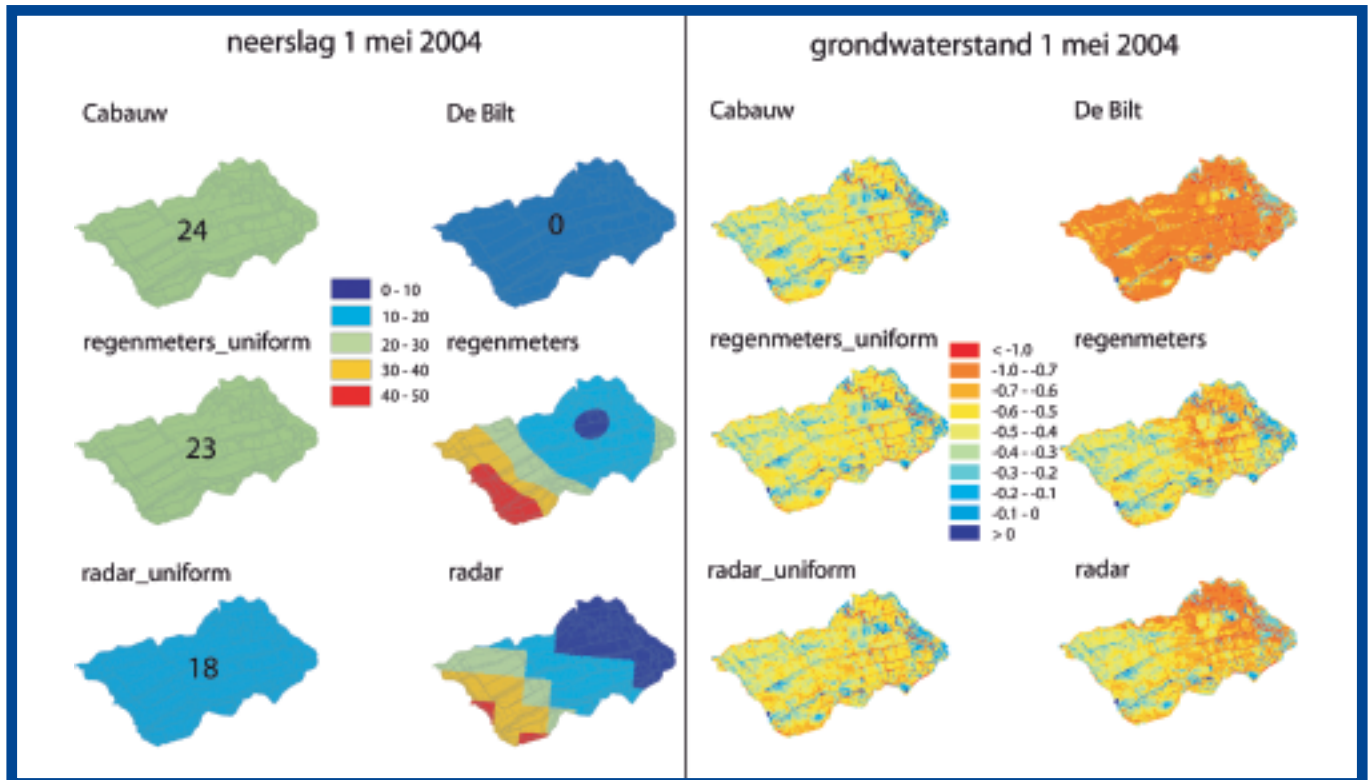 neerslag 1 mei 2004
Cabauw
De Bilt
24
0
0 - 10
10 - 20
20 - 30
30 - 40
40 - 50
regenmeters_uniform
regenmeters
23
radar_uniform
radar
18
grondwaterstand 1 mei 2004
Cabauw
De Bilt
regenmeters_uniform
regenmeters
< -1.0
-1.0 - -0.7
-0.7 - -0.6
-0.6 - -0.5
-0.5 - -0.4
-0.4 - -0.3
-0.3 - -0.2
-0.2 - -0.1
-0.1 - 0
> 0
radar_uniform
radar